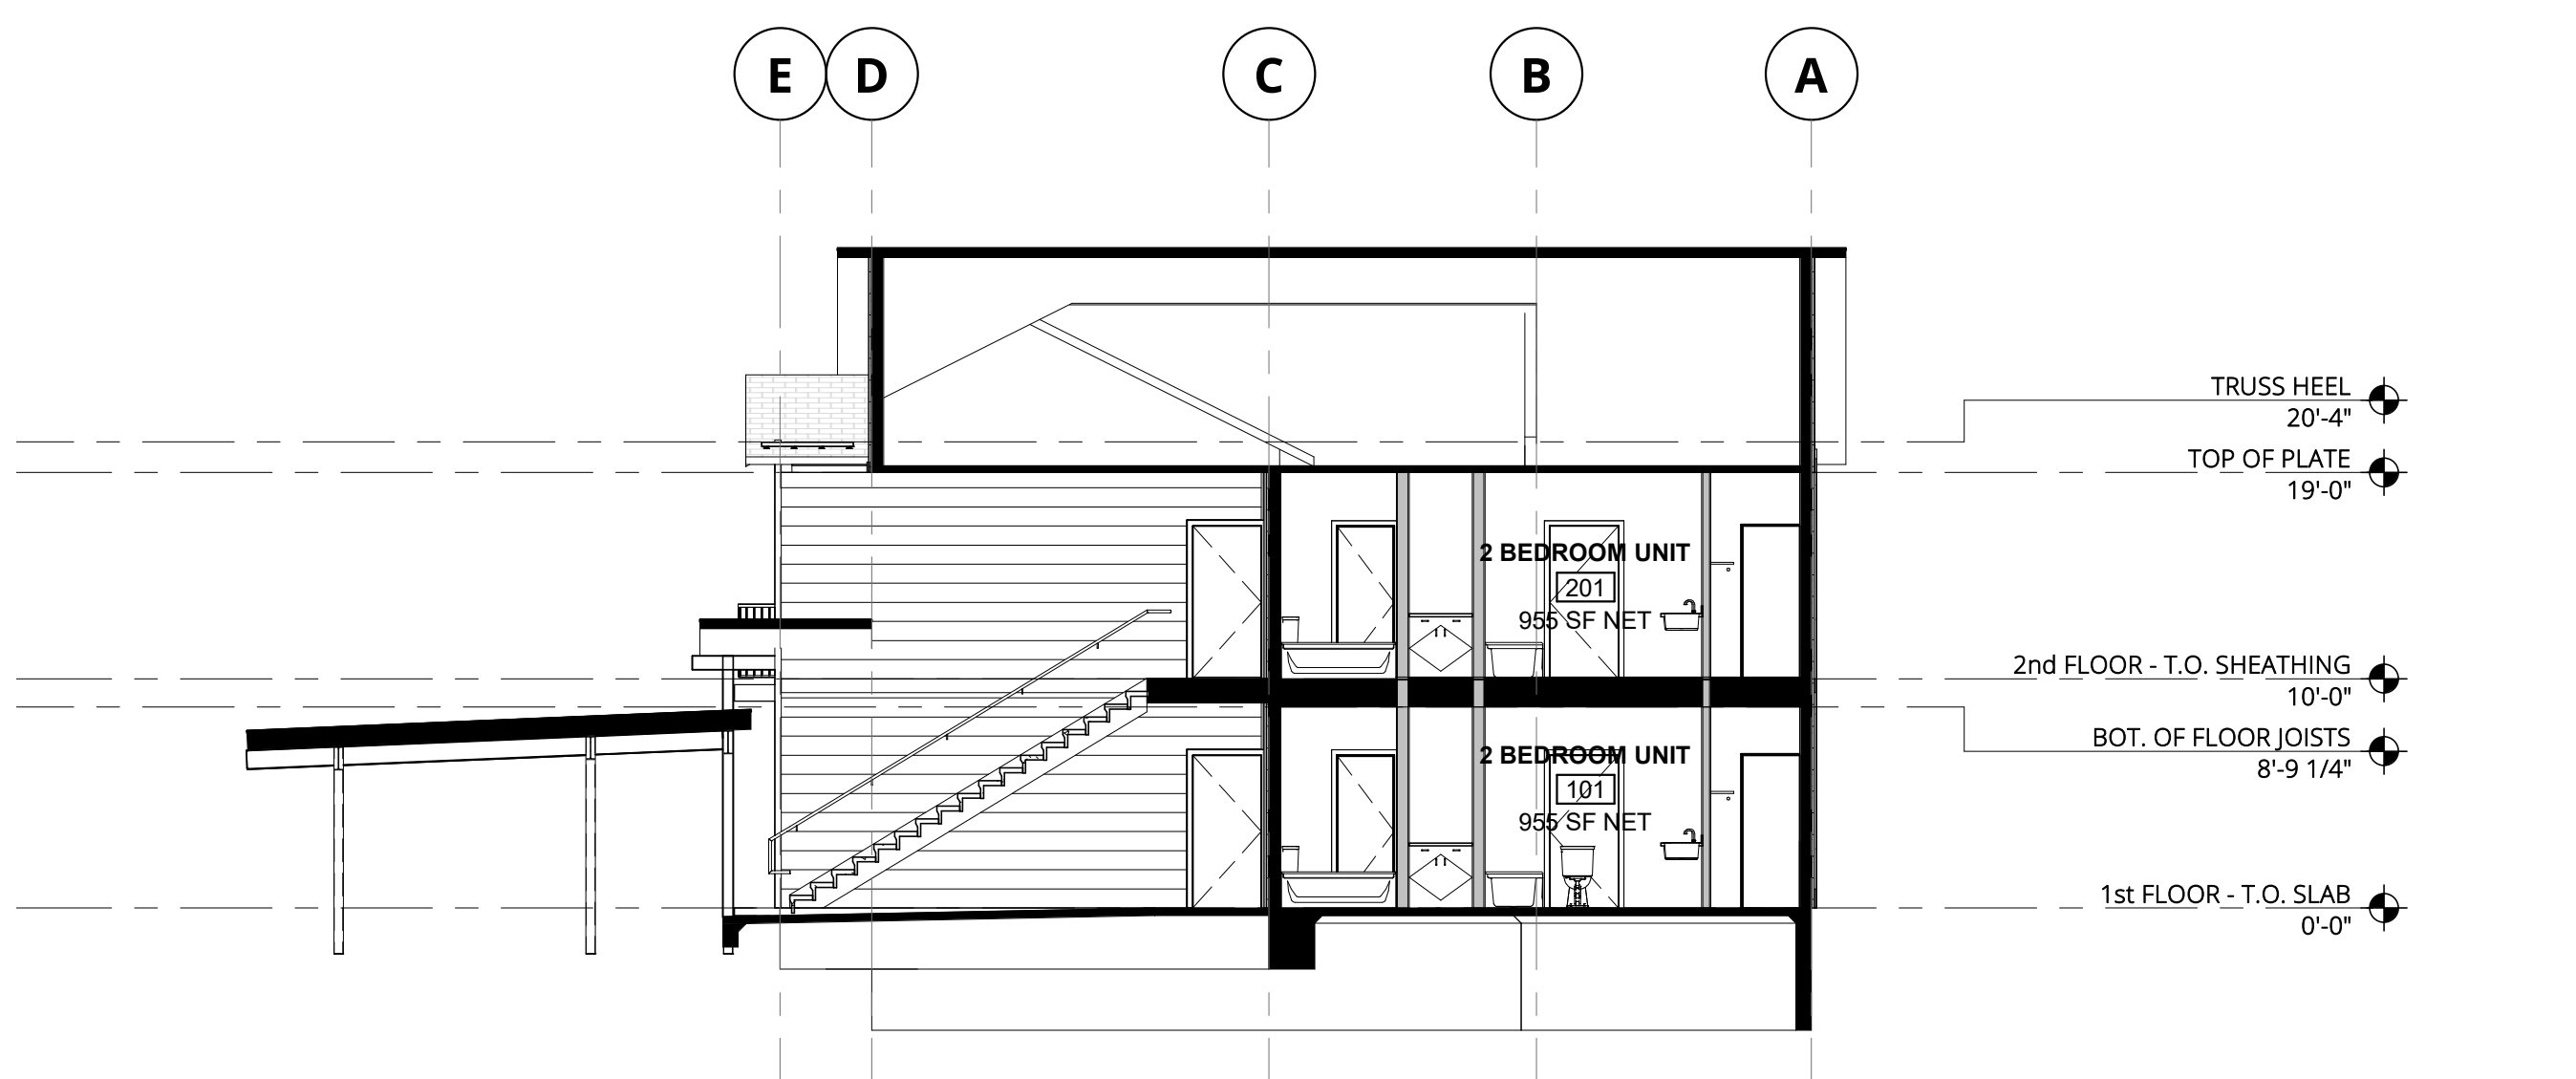 E D C B A
TRUSS HEEL
20'-4"
TOP OF PLATE
19'-0"
2 BEDROOM UNIT
201
955 SF NET
2nd FLOOR - T.O. SHEATHING
10'-0"
BOT. OF FLOOR JOISTS
8'-9 1/4"
2 BEDROOM UNIT
101
955 SF NET
1st FLOOR - T.O. SLAB
0'-0"